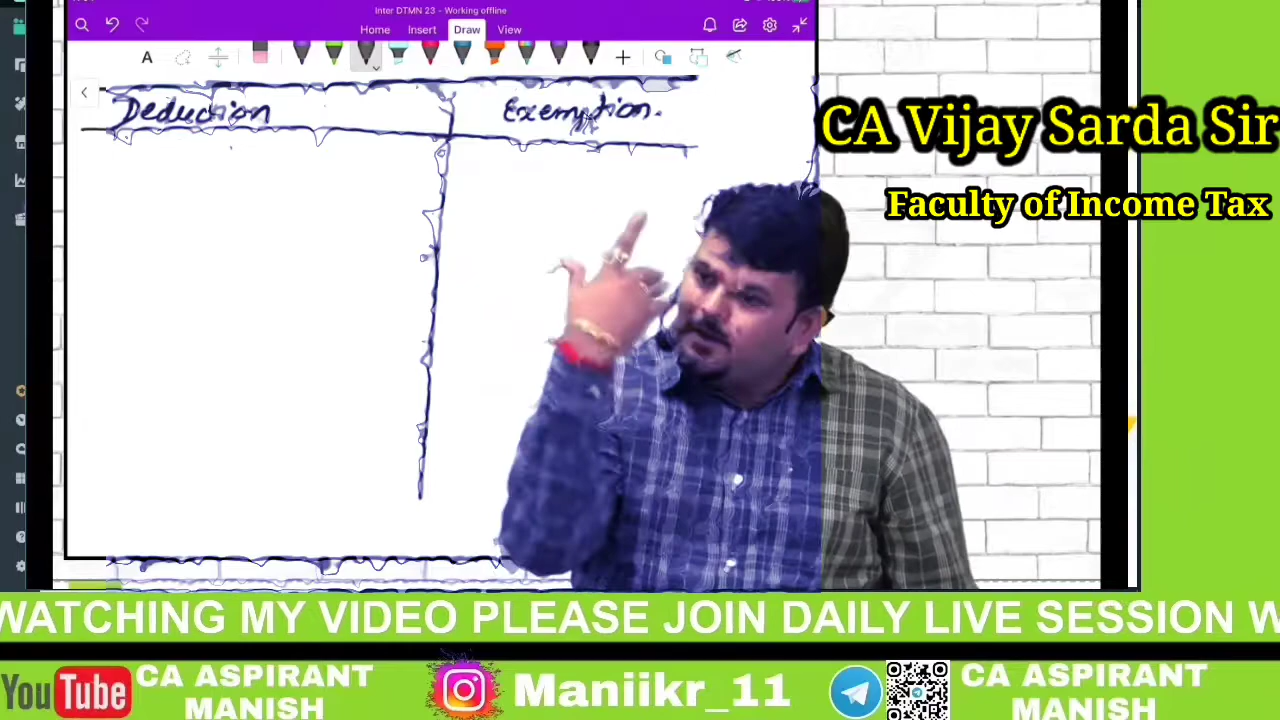 Inter DTMN 23 - Working offline
Home Insert Draw View
A
Deduction
Exemption.
CA Vijay Sarda Sir
Faculty of Income Tax
WATCHING MY VIDEO PLEASE JOIN DAILY LIVE SESSION W
YouTube
CA ASPIRANT
MANISH
Maniikr_11
CA ASPIRANT
MANISH